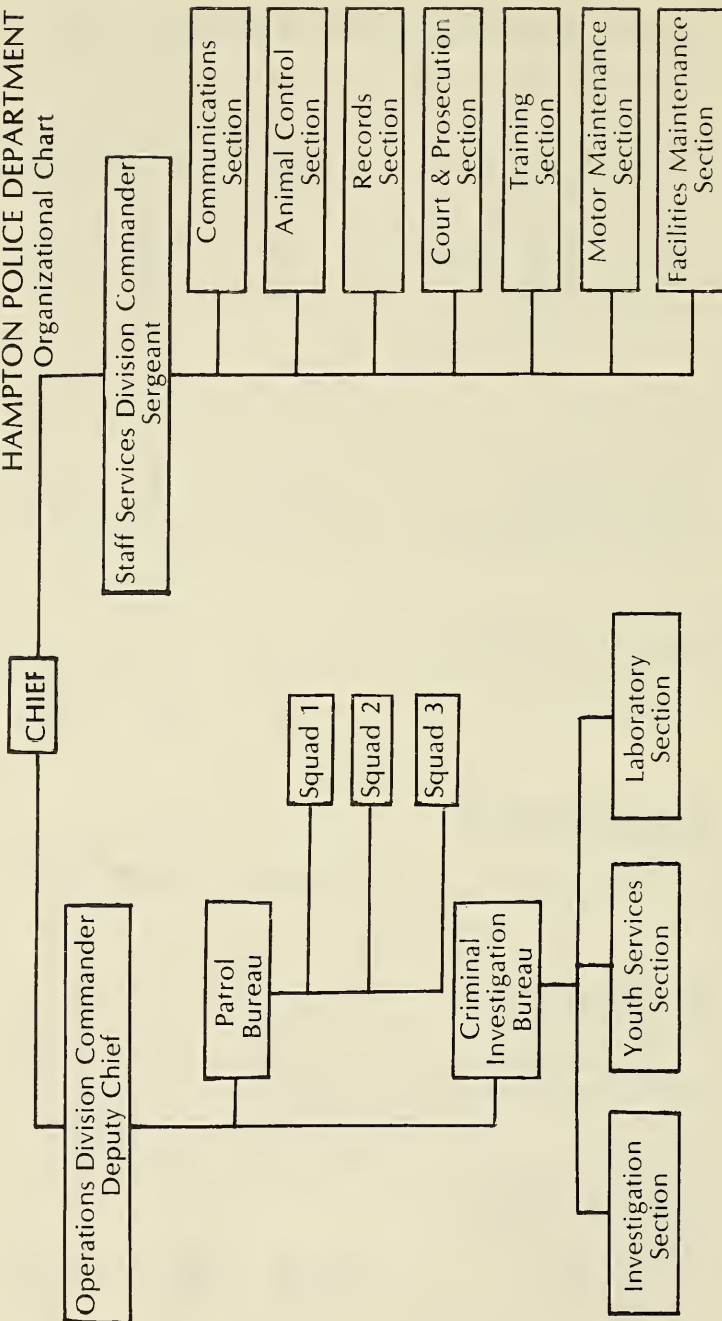 HAMPTON POLICE DEPARTMENT
Organizational Chart
CHIEF
Operations Division Commander
Deputy Chief
Patrol
Bureau
Squad 1
Squad 2
Squad 3
Criminal
Investigation
Bureau
Investigation
Section
Youth Services
Section
Laboratory
Section
Staff Services Division Commander
Sergeant
Communications
Section
Animal Control
Section
Records
Section
Court & Prosecution
Section
Training
Section
Motor Maintenance
Section
Facilities Maintenance
Section